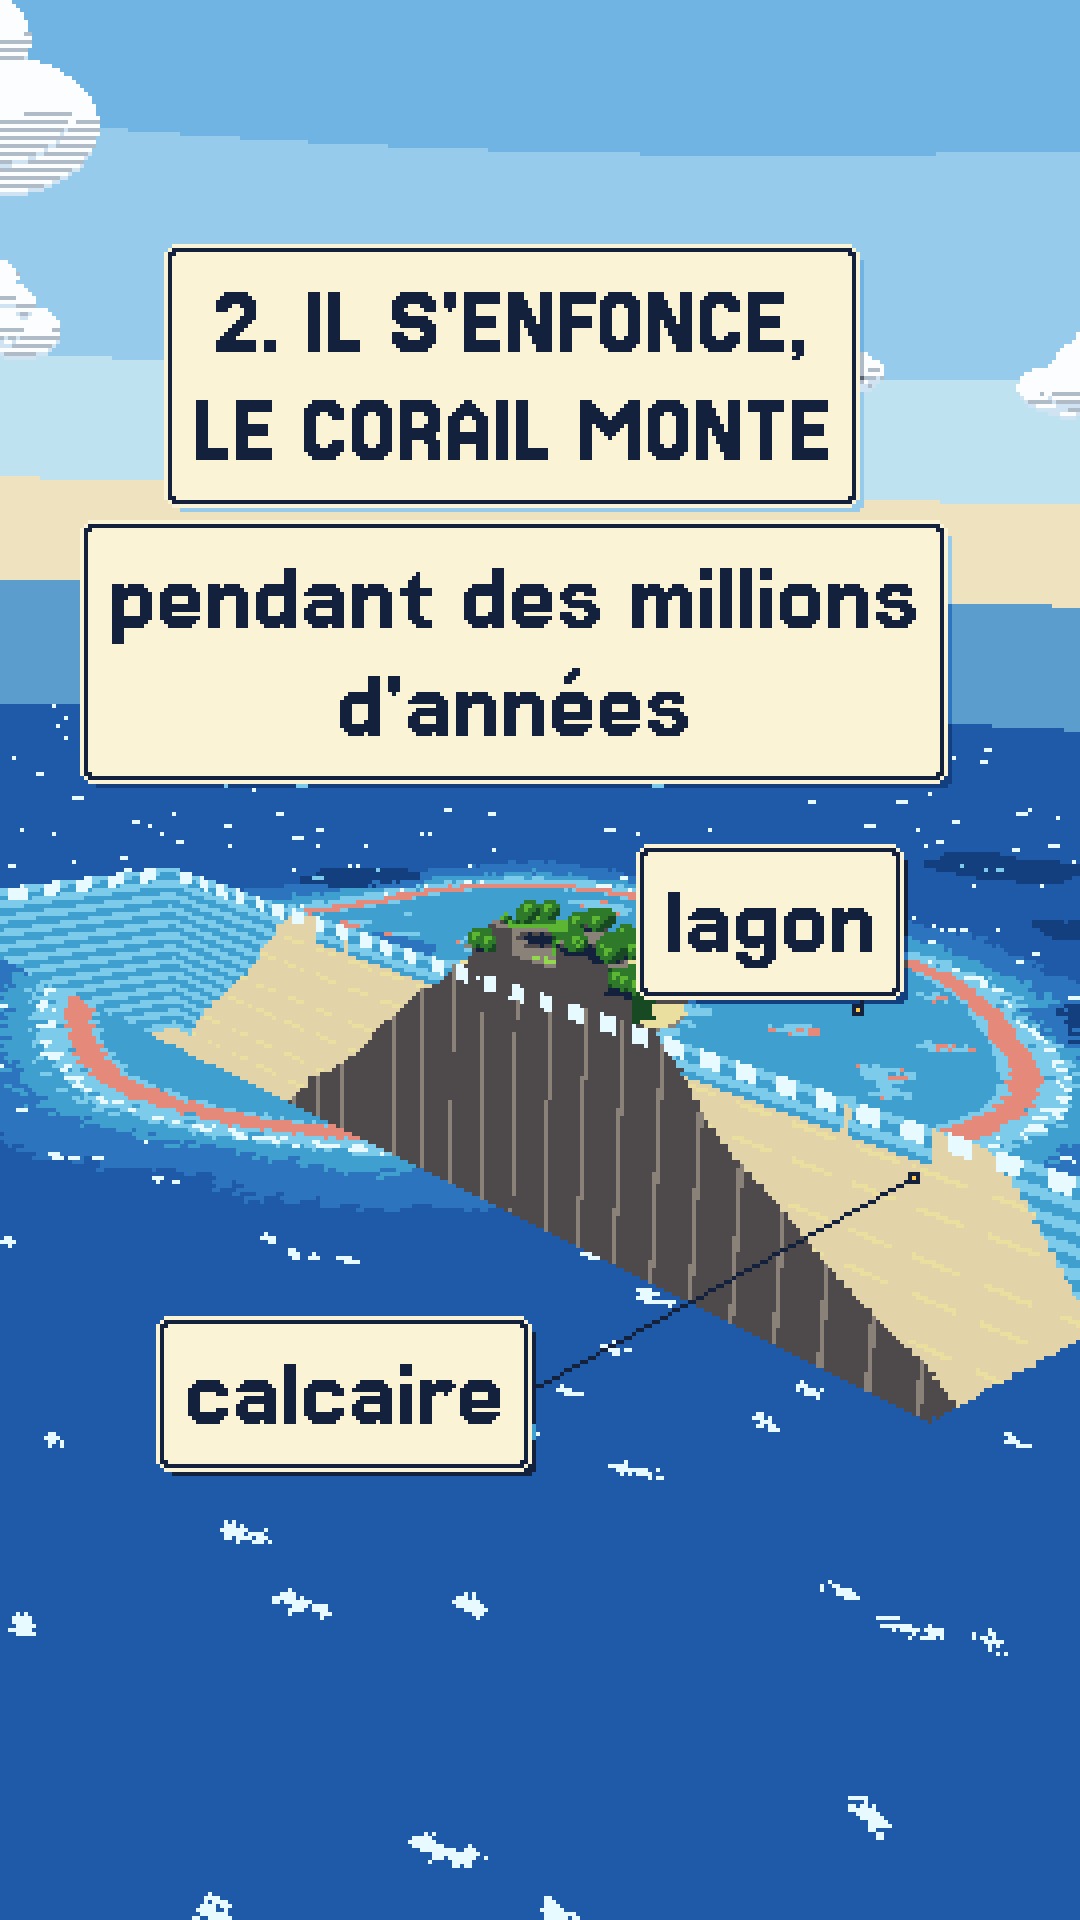 2. IL S'ENFONCE,
LE CORAIL MONTE
pendant des millions
d'années
lagon
calcaire